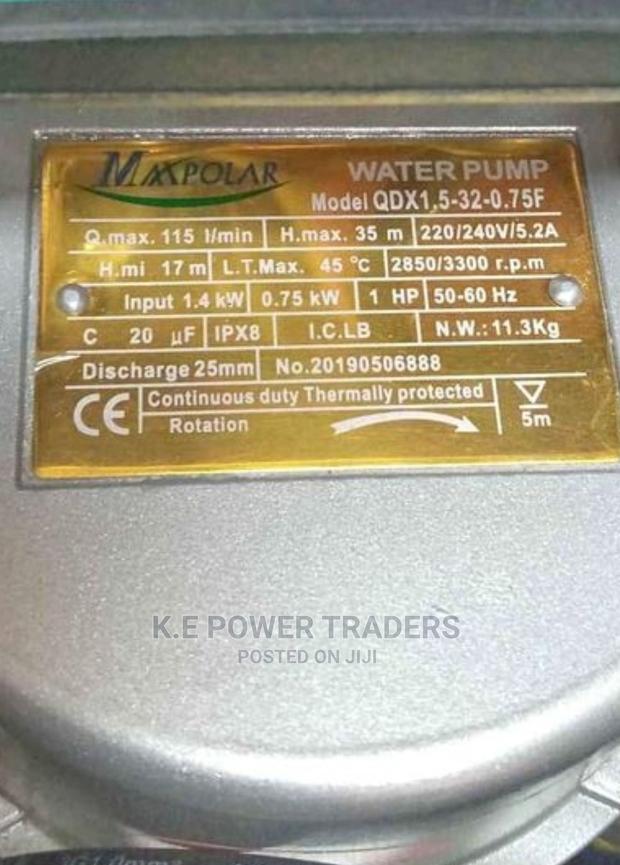 MAXPOLAR WATER PUMP
Model QDX1,5-32-0.75F
Q.max. 115 l/min H.max. 35 m 220/240V/5.2A
H.mi 17 m L.T.Max. 45 °C 2850/3300 r.p.m
Input 1.4 kW 0.75 kW 1 HP 50-60 Hz
C 20 µF IPX8 I.C.LB N.W.: 11.3Kg
Discharge 25mm No.20190506888
CE Continuous duty Thermally protected
Rotation 5m
K.E POWER TRADERS
POSTED ON JIJI